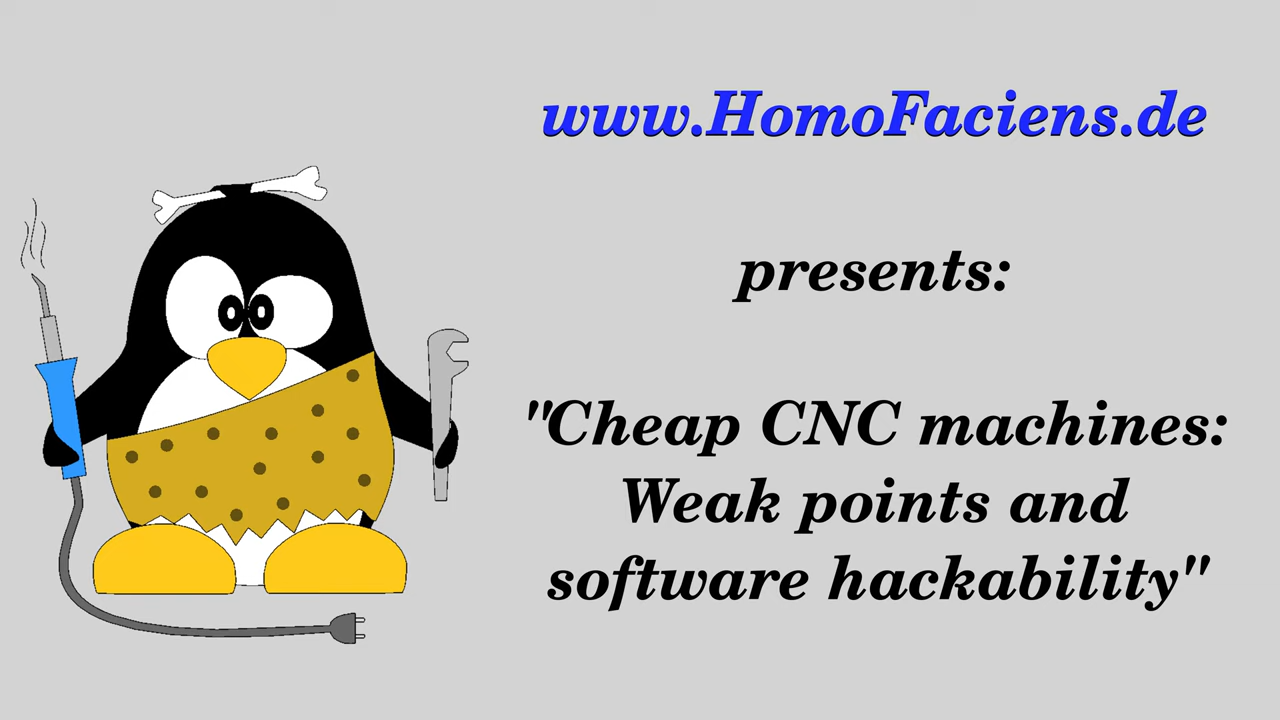 www.HomoFaciens.de
presents:
"Cheap CNC machines:
Weak points and
software hackability"